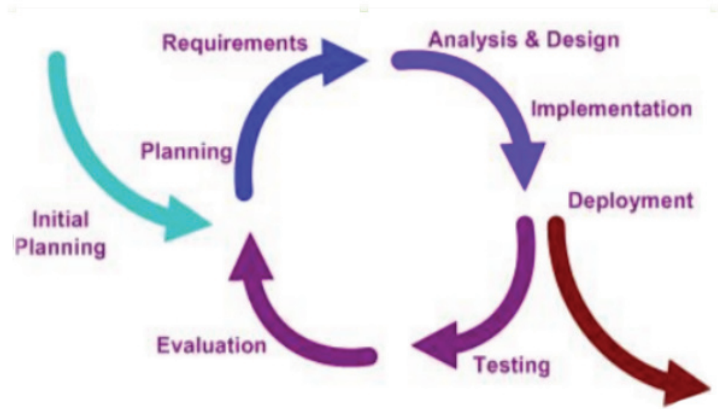 Requirements
Analysis & Design
Implementation
Planning
Deployment
Initial
Planning
Evaluation
Testing